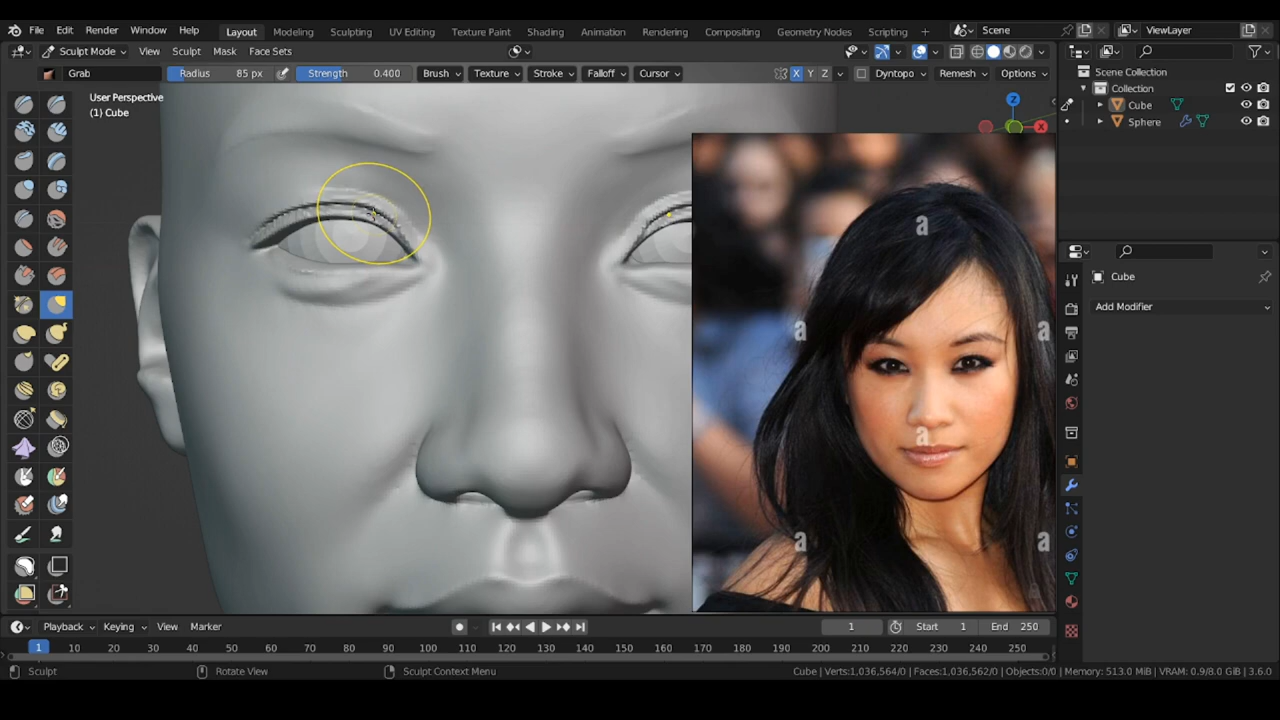 File Edit Render Window Help Layout Modeling Sculpting UV Editing Texture Paint Shading Animation Rendering Compositing Geometry Nodes Scripting + Scene ViewLayer
Sculpt Mode View Sculpt Mask Face Sets
Grab Radius 85 px Strength 0.400 Brush Texture Stroke Falloff Cursor X Y Z Dyntopo Remesh Options
Scene Collection
Collection
Cube
Sphere
User Perspective
(1) Cube
Z
X
a
a
a
a
a
a
Cube
Add Modifier
Playback Keying View Marker 1 Start 1 End 250
1 10 20 30 40 50 60 70 80 90 100 110 120 130 140 150 160 170 180 190 200 210 220 230 240 250
Sculpt Rotate View Sculpt Context Menu Cube | Verts:1,036,564/0 | Faces:1,036,562/0 | Objects:0/0 | Memory: 513.0 MiB | VRAM: 0.9/8.0 GiB | 3.6.0